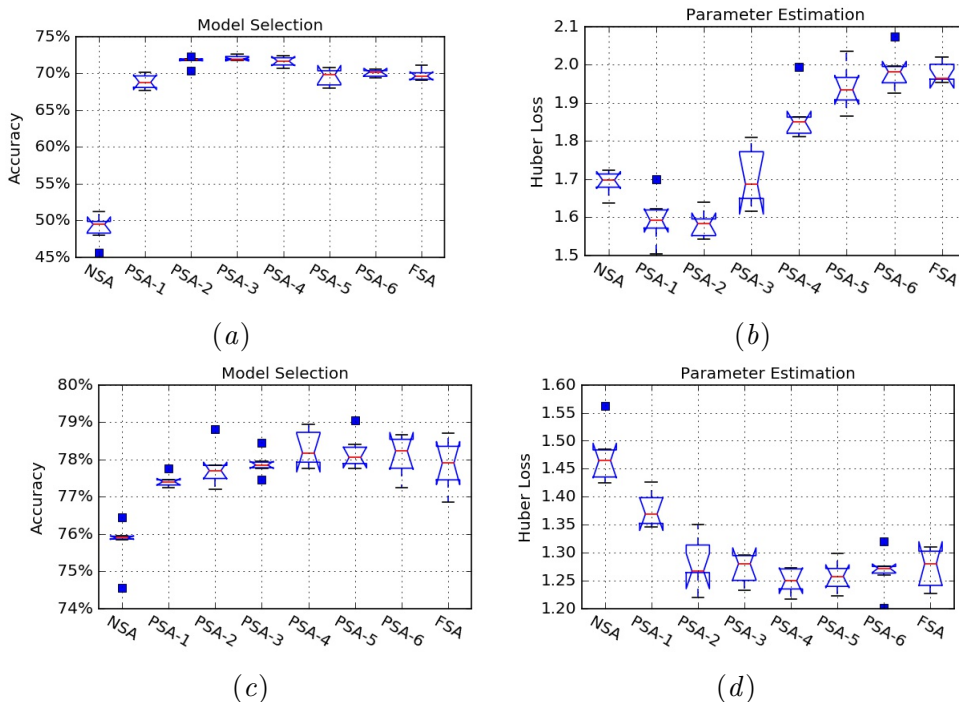 Model Selection
75%
70%
65%
60%
55%
50%
45%
Accuracy
NSA
PSA-1
PSA-2
PSA-3
PSA-4
PSA-5
PSA-6
FSA
(a)
Parameter Estimation
2.1
2.0
1.9
1.8
1.7
1.6
1.5
Huber Loss
NSA
PSA-1
PSA-2
PSA-3
PSA-4
PSA-5
PSA-6
FSA
(b)
Model Selection
80%
79%
78%
77%
76%
75%
74%
Accuracy
NSA
PSA-1
PSA-2
PSA-3
PSA-4
PSA-5
PSA-6
FSA
(c)
Parameter Estimation
1.60
1.55
1.50
1.45
1.40
1.35
1.30
1.25
1.20
Huber Loss
NSA
PSA-1
PSA-2
PSA-3
PSA-4
PSA-5
PSA-6
FSA
(d)